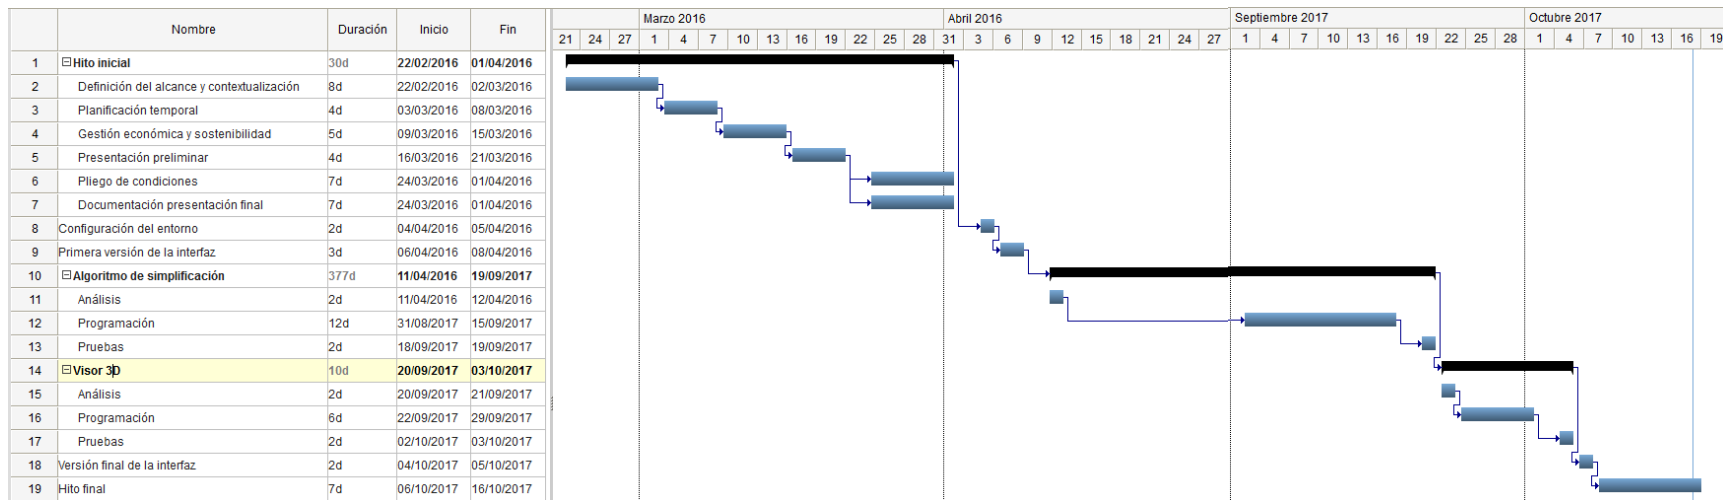 Nombre Duración Inicio Fin Marzo 2016 Abril 2016 Septiembre 2017 Octubre 2017
21 24 27 1 4 7 10 13 16 19 22 25 28 31 3 6 9 12 15 18 21 24 27 1 4 7 10 13 16 19 22 25 28 1 4 7 10 13 16 19
1 Hito inicial 30d 22/02/2016 01/04/2016
2 Definición del alcance y contextualización 8d 22/02/2016 02/03/2016
3 Planificación temporal 4d 03/03/2016 08/03/2016
4 Gestión económica y sostenibilidad 5d 09/03/2016 15/03/2016
5 Presentación preliminar 4d 16/03/2016 21/03/2016
6 Pliego de condiciones 7d 24/03/2016 01/04/2016
7 Documentación presentación final 7d 24/03/2016 01/04/2016
8 Configuración del entorno 2d 04/04/2016 05/04/2016
9 Primera versión de la interfaz 3d 06/04/2016 08/04/2016
10 Algoritmo de simplificación 377d 11/04/2016 19/09/2017
11 Análisis 2d 11/04/2016 12/04/2016
12 Programación 12d 31/08/2017 15/09/2017
13 Pruebas 2d 18/09/2017 19/09/2017
14 Visor 3D 10d 20/09/2017 03/10/2017
15 Análisis 2d 20/09/2017 21/09/2017
16 Programación 6d 22/09/2017 29/09/2017
17 Pruebas 2d 02/10/2017 03/10/2017
18 Versión final de la interfaz 2d 04/10/2017 05/10/2017
19 Hito final 7d 06/10/2017 16/10/2017